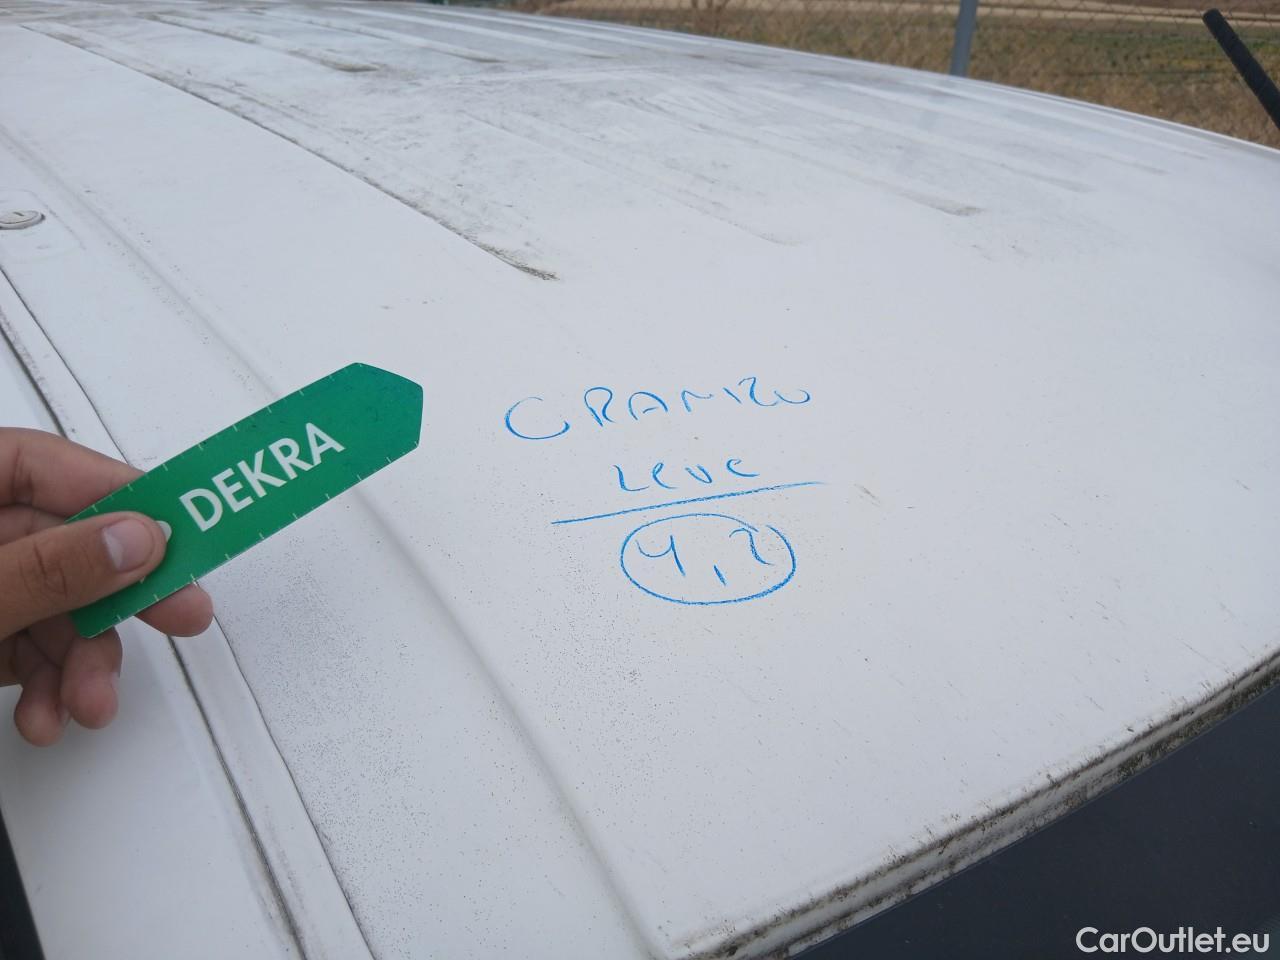 DEKRA
GRANIZO
LEVE
4,2
CarOutlet.eu